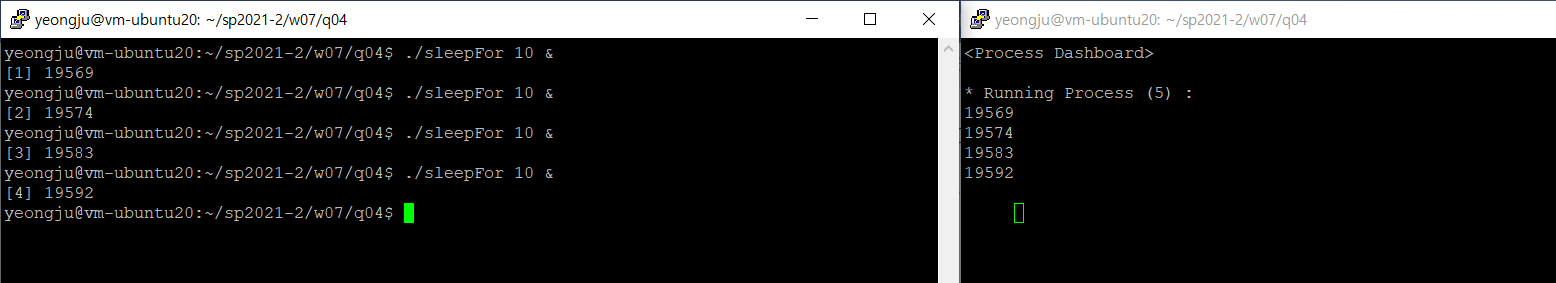 yeongju@vm-ubuntu20: ~/sp2021-2/w07/q04
yeongju@vm-ubuntu20:~/sp2021-2/w07/q04$ ./sleepFor 10 &
[1] 19569
yeongju@vm-ubuntu20:~/sp2021-2/w07/q04$ ./sleepFor 10 &
[2] 19574
yeongju@vm-ubuntu20:~/sp2021-2/w07/q04$ ./sleepFor 10 &
[3] 19583
yeongju@vm-ubuntu20:~/sp2021-2/w07/q04$ ./sleepFor 10 &
[4] 19592
yeongju@vm-ubuntu20:~/sp2021-2/w07/q04$
yeongju@vm-ubuntu20: ~/sp2021-2/w07/q04
<Process Dashboard>
* Running Process (5) :
19569
19574
19583
19592